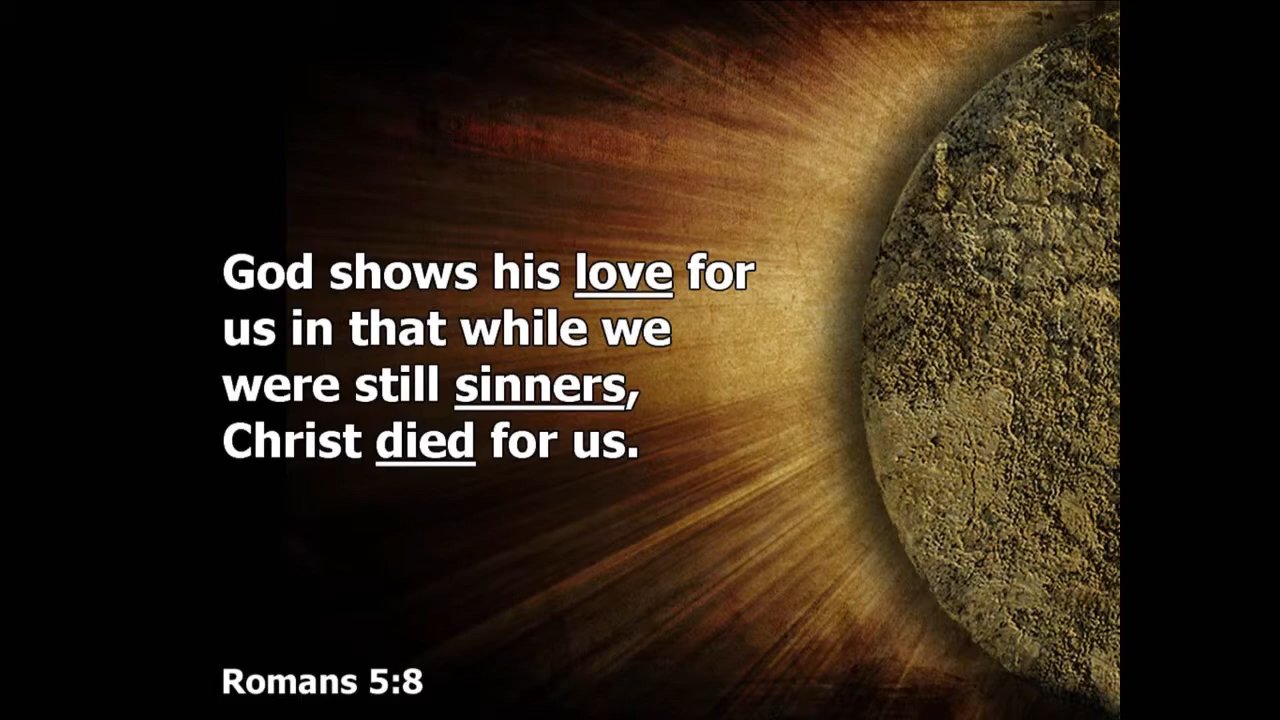 God shows his love for
us in that while we
were still sinners,
Christ died for us.
Romans 5:8